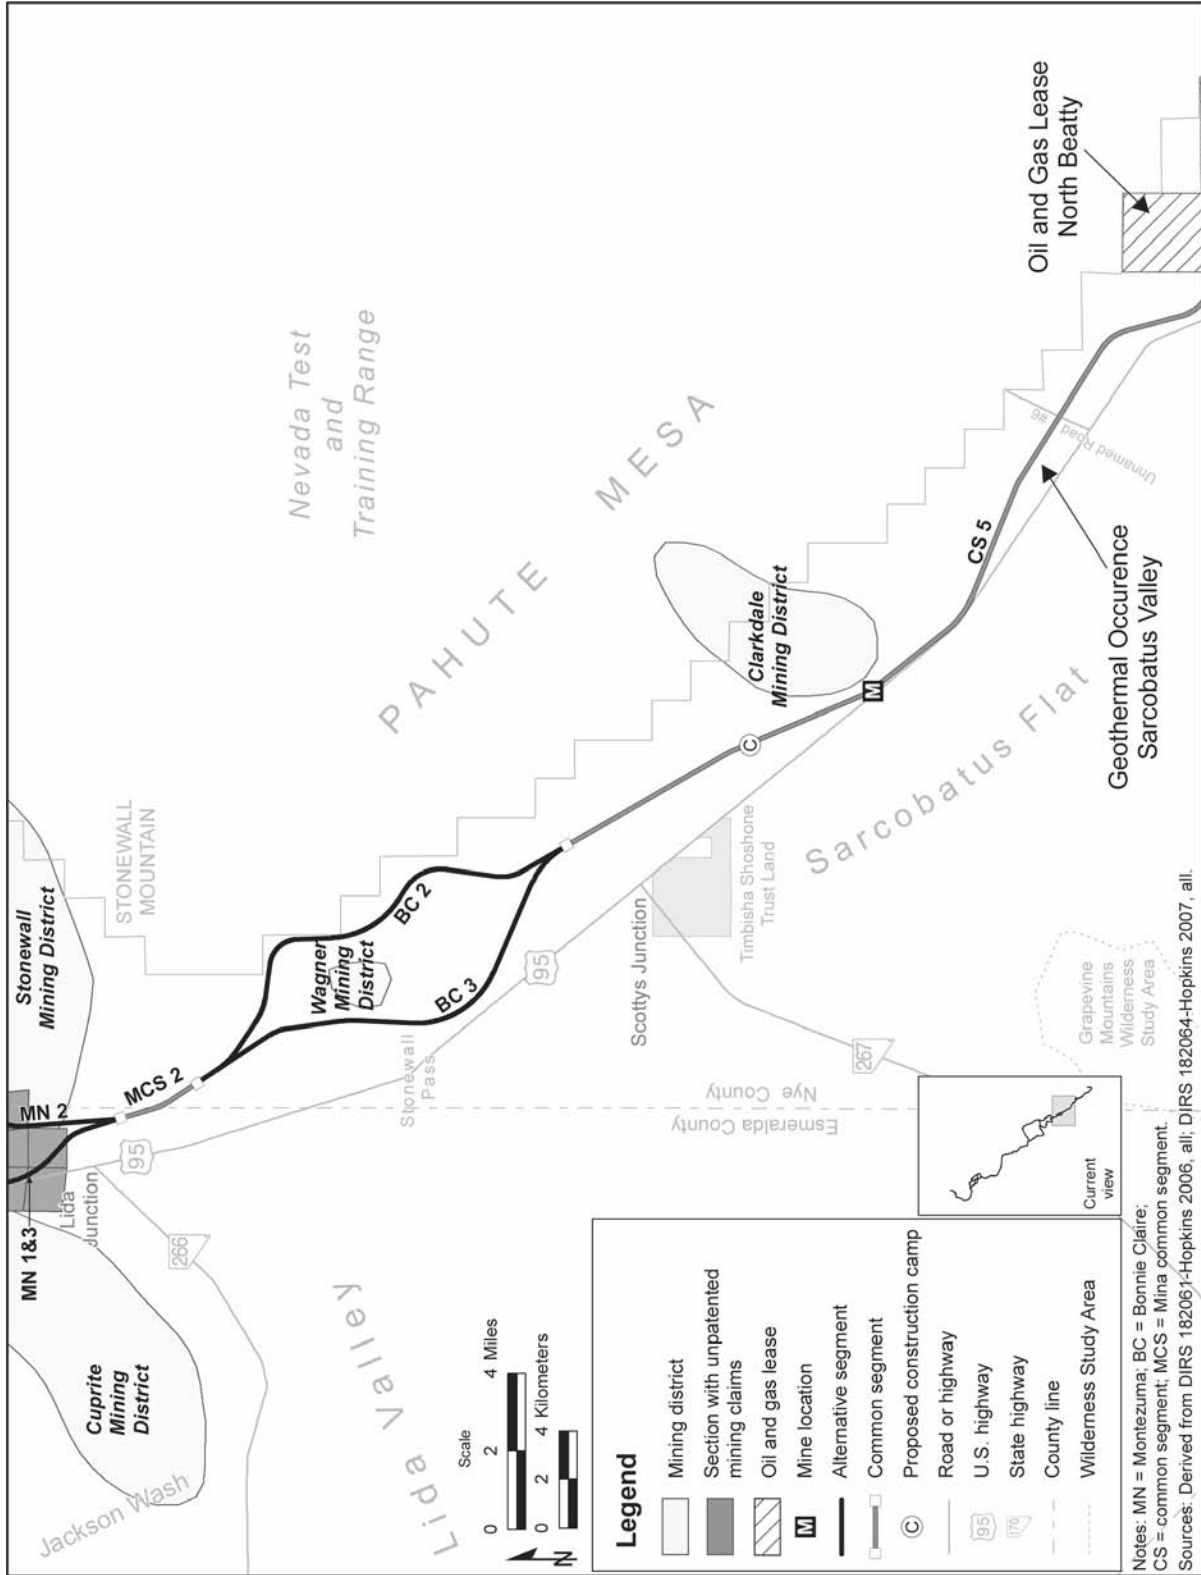 Nevada Test
and
Training Range
PAHUTE MESA
Oil and Gas Lease
North Beatty
Stonewall
Mining District
STONEWALL
MOUNTAIN
MN 2
MCS 2
MN 1&3
Lida
Junction
95
266
Cuprite
Mining
District
Jackson Wash
Lida Valley
Wagner
Mining
District
BC 2
BC 3
Stonewall
Pass
95
Scottys Junction
Timbisha Shoshone
Trust Land
267
Esmeralda County
Nye County
Clarkdale
Mining District
C
M
CS 5
Unnamed Road #6
Geothermal Occurence
Sarcobatus Valley
Sarcobatus Flat
Grapevine
Mountains
Wilderness
Study Area
Scale
0 2 4 Miles
0 2 4 Kilometers
N
Legend
Mining district
Section with unpatented
mining claims
Oil and gas lease
M Mine location
Alternative segment
Common segment
C Proposed construction camp
Road or highway
95 U.S. highway
170 State highway
County line
Wilderness Study Area
Current
view
Notes: MN = Montezuma; BC = Bonnie Claire;
CS = common segment; MCS = Mina common segment.
Sources: Derived from DIRS 182061-Hopkins 2006, all; DIRS 182064-Hopkins 2007, all.